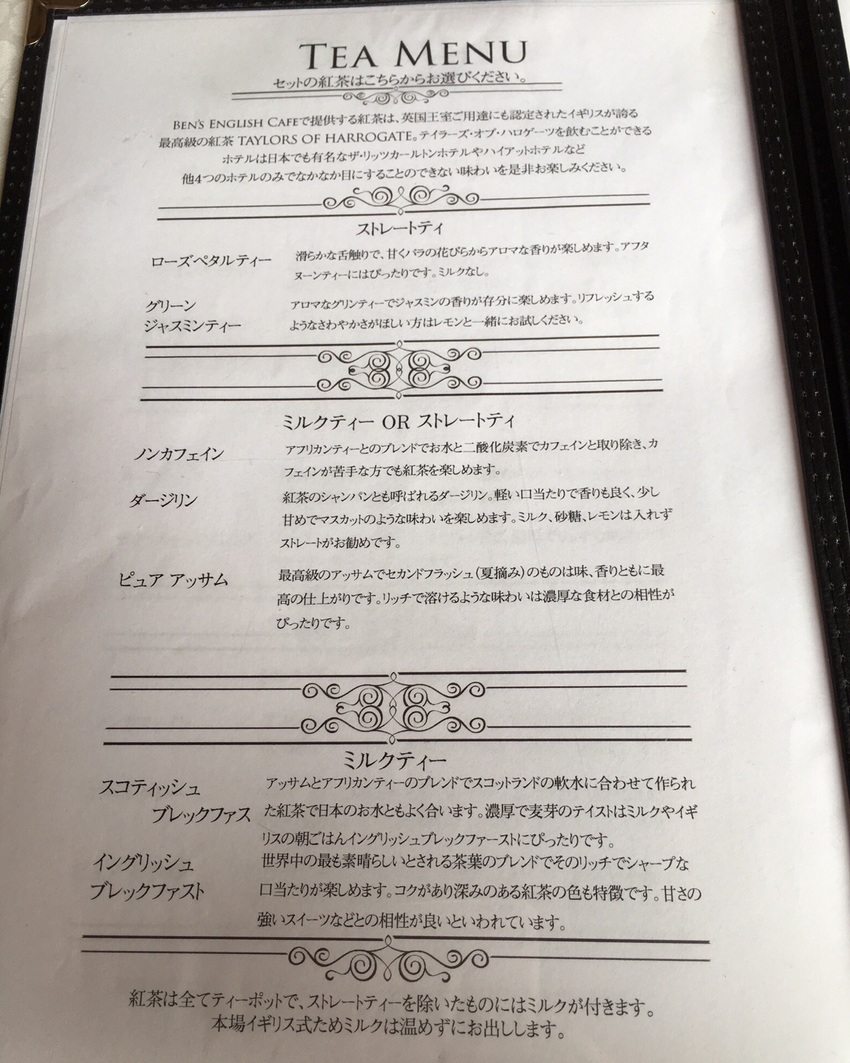 TEA MENU
セットの紅茶はこちらからお選びください。
BEN'S ENGLISH CAFEで提供する紅茶は、英国王室ご用達にも認定されたイギリスが誇る
最高級の紅茶 TAYLORS OF HARROGATE。テイラーズ・オブ・ハロゲーツを飲むことができる
ホテルは日本でも有名なザ・リッツカールトンホテルやハイアットホテルなど
他4つのホテルのみでなかなか目にすることのできない味わいを是非お楽しみください。
ストレートティ
ローズペタルティー
滑らかな舌触りで、甘くバラの花びらからアロマな香りが楽しめます。アフタ
ヌーンティーにはぴったりです。ミルクなし。
グリーン
ジャスミンティー
アロマなグリンティーでジャスミンの香りが存分に楽しめます。リフレッシュする
ようなさわやかさがほしい方はレモンと一緒にお試しください。
ミルクティー OR ストレートティ
ノンカフェイン
アフリカンティーとのブレンドでお水と二酸化炭素でカフェインと取り除き、カ
フェインが苦手な方でも紅茶を楽しめます。
ダージリン
紅茶のシャンパンとも呼ばれるダージリン。軽い口当たりで香りも良く、少し
甘めでマスカットのような味わいを楽しめます。ミルク、砂糖、レモンは入れず
ストレートがお勧めです。
ピュア アッサム
最高級のアッサムでセカンドフラッシュ(夏摘み)のものは味、香りともに最
高の仕上がりです。リッチで溶けるような味わいは濃厚な食材との相性が
ぴったりです。
ミルクティー
スコティッシュ
ブレックファス
アッサムとアフリカンティーのブレンドでスコットランドの軟水に合わせて作られ
た紅茶で日本のお水ともよく合います。濃厚で麦芽のテイストはミルクやイギ
リスの朝ごはんイングリッシュブレックファーストにぴったりです。
イングリッシュ
ブレックファスト
世界中の最も素晴らしいとされる茶葉のブレンドでそのリッチでシャープな
口当たりが楽しめます。コクがあり深みのある紅茶の色も特徴です。甘さの
強いスイーツなどとの相性が良いといわれています。
紅茶は全てティーポットで、ストレートティーを除いたものにはミルクが付きます。
本場イギリス式ためミルクは温めずにお出しします。